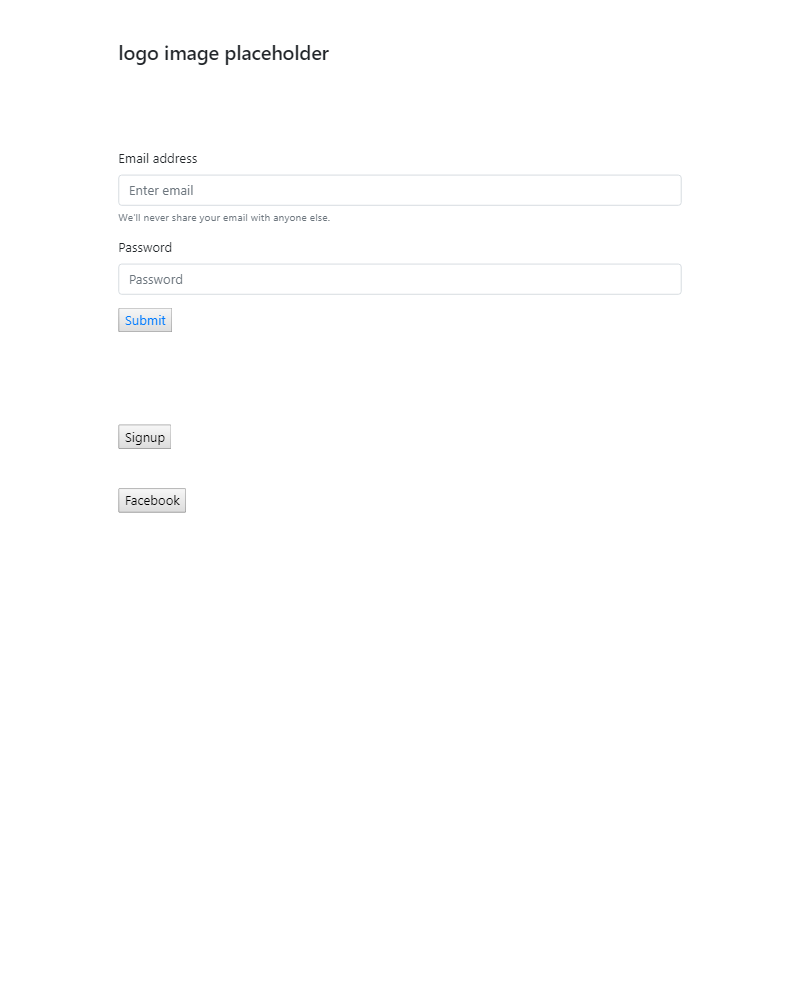 logo image placeholder
Email address
Enter email
We'll never share your email with anyone else.
Password
Password
Submit
Signup
Facebook